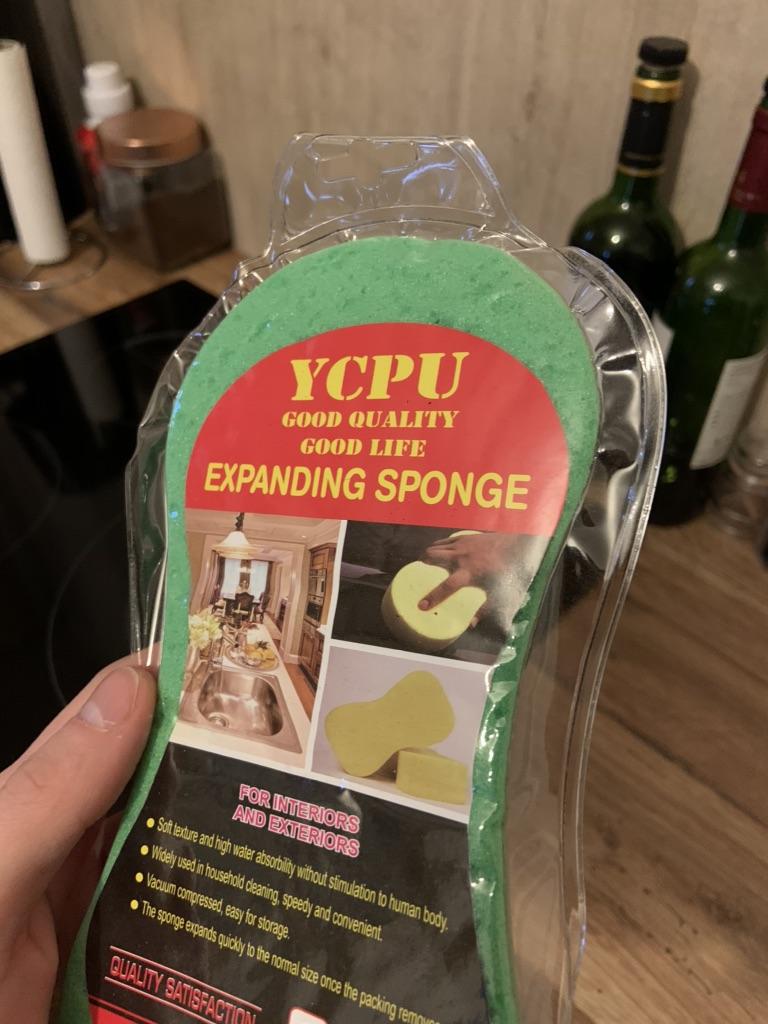 YCPU
GOOD QUALITY
GOOD LIFE
EXPANDING SPONGE
FOR INTERIORS
AND EXTERIORS
• Soft texture and high water absorbility without stimulation to human body.
• Widely used in household cleaning, speedy and convenient.
• Vacuum compressed, easy for storage.
• The sponge expands quickly to the normal size once the packing remove
QUALITY SATISFACTION